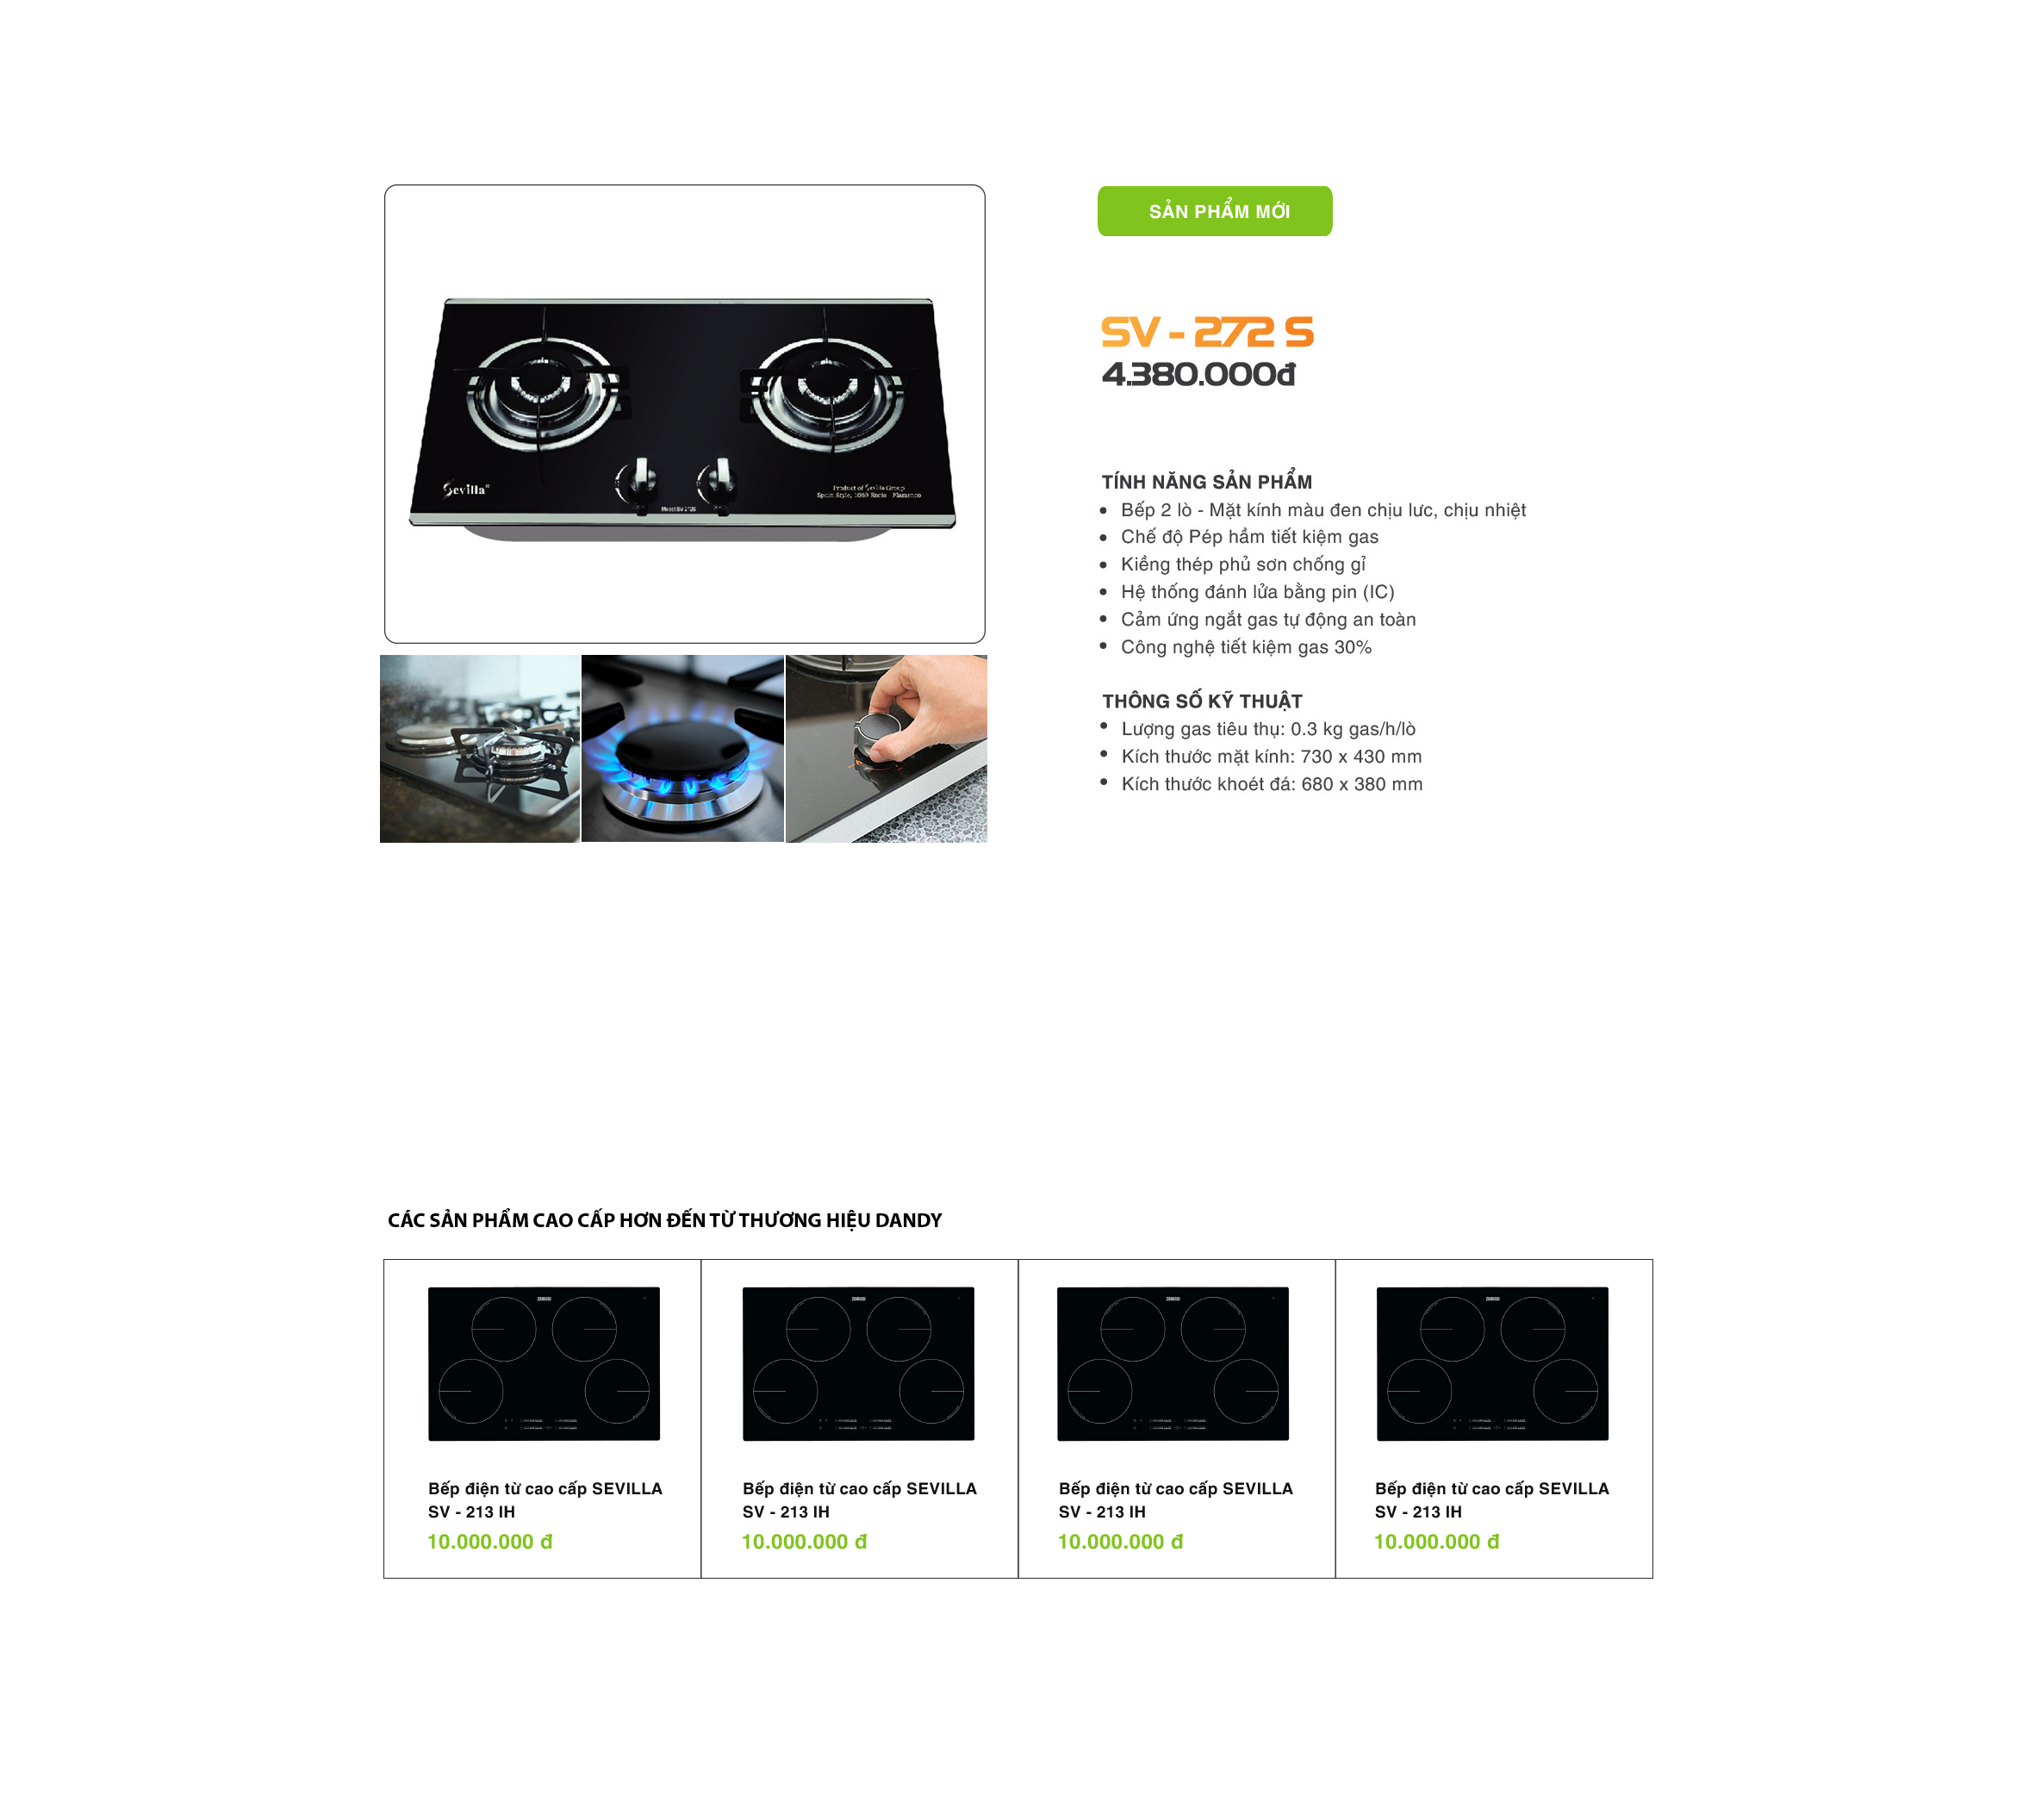 SẢN PHẨM MỚI
SV - 272 S
4.380.000đ
Sevilla
Product of Sevilla Group
Spain Style, 1069 Rocio - Flamenco
TÍNH NĂNG SẢN PHẨM
Bếp 2 lò - Mặt kính màu đen chịu lưc, chịu nhiệt
Chế độ Pép hầm tiết kiệm gas
Kiềng thép phủ sơn chống gỉ
Hệ thống đánh lửa bằng pin (IC)
Cảm ứng ngắt gas tự động an toàn
Công nghệ tiết kiệm gas 30%
THÔNG SỐ KỸ THUẬT
Lượng gas tiêu thụ: 0.3 kg gas/h/lò
Kích thước mặt kính: 730 x 430 mm
Kích thước khoét đá: 680 x 380 mm
CÁC SẢN PHẨM CAO CẤP HƠN ĐẾN TỪ THƯƠNG HIỆU DANDY
Bếp điện từ cao cấp SEVILLA
SV - 213 IH
10.000.000 đ
Bếp điện từ cao cấp SEVILLA
SV - 213 IH
10.000.000 đ
Bếp điện từ cao cấp SEVILLA
SV - 213 IH
10.000.000 đ
Bếp điện từ cao cấp SEVILLA
SV - 213 IH
10.000.000 đ